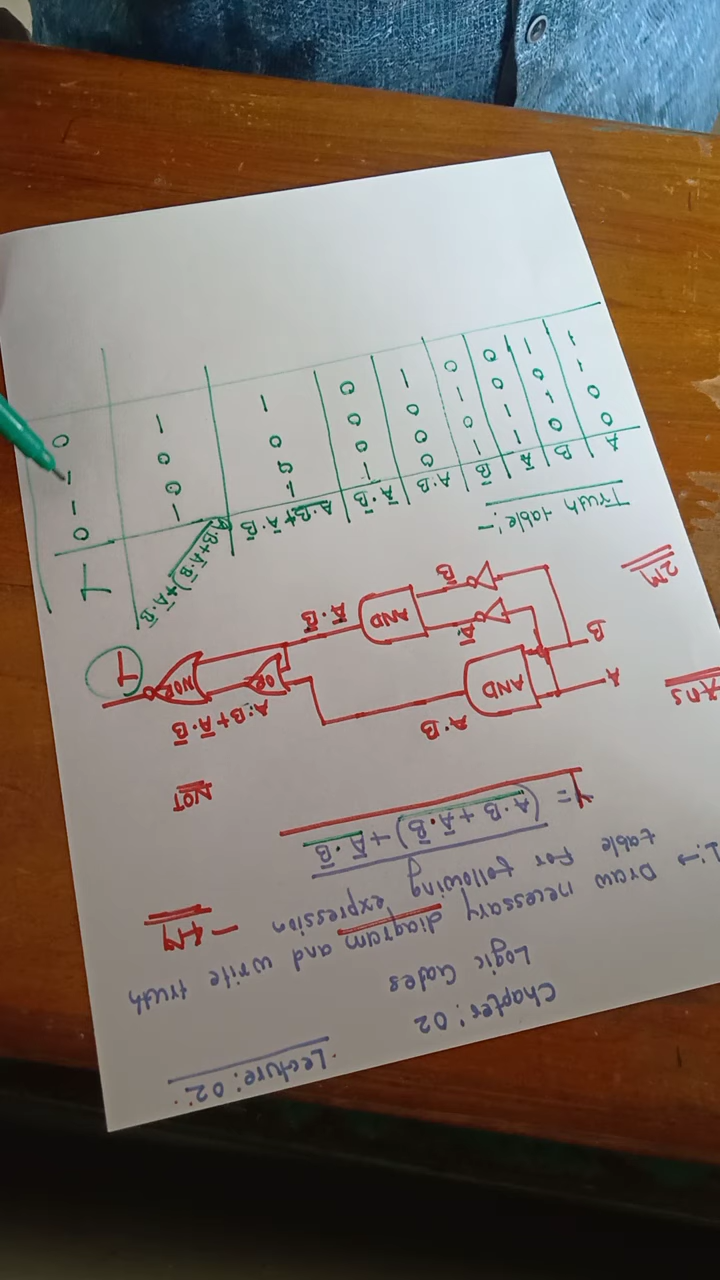 Lecture: 02:
Chapter: 02
Logic Gates
1:→ Draw necessary diagram and write truth
table for following expression – 4M
Y = (A·B + Ā·B̄) + Ā·B̄
NOT
Ans
A
B
AND
A·B
Ā
B̄
AND
Ā·B̄
OR
A·B + Ā·B̄
NOR
Y
2M
Truth table:-
A B Ā B̄ A·B Ā·B̄ A·B+Ā·B̄ (A·B+Ā·B̄)+Ā·B̄ Y
0 0 1 1 0 1 1 1 0
0 1 1 0 0 0 0 0 1
1 0 0 1 0 0 0 0 1
1 1 0 0 1 0 1 1 0